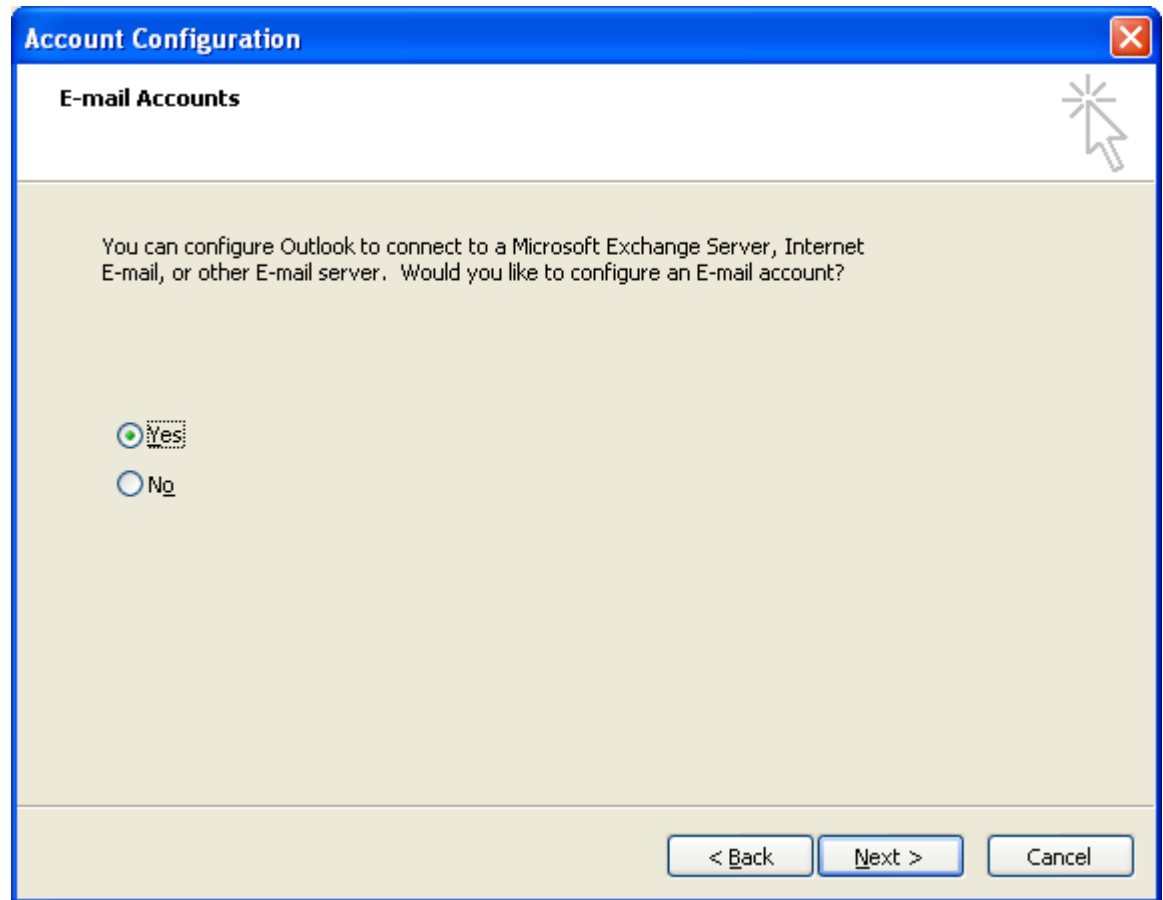 Account Configuration
E-mail Accounts
You can configure Outlook to connect to a Microsoft Exchange Server, Internet
E-mail, or other E-mail server.  Would you like to configure an E-mail account?
Yes
No
< Back
Next >
Cancel